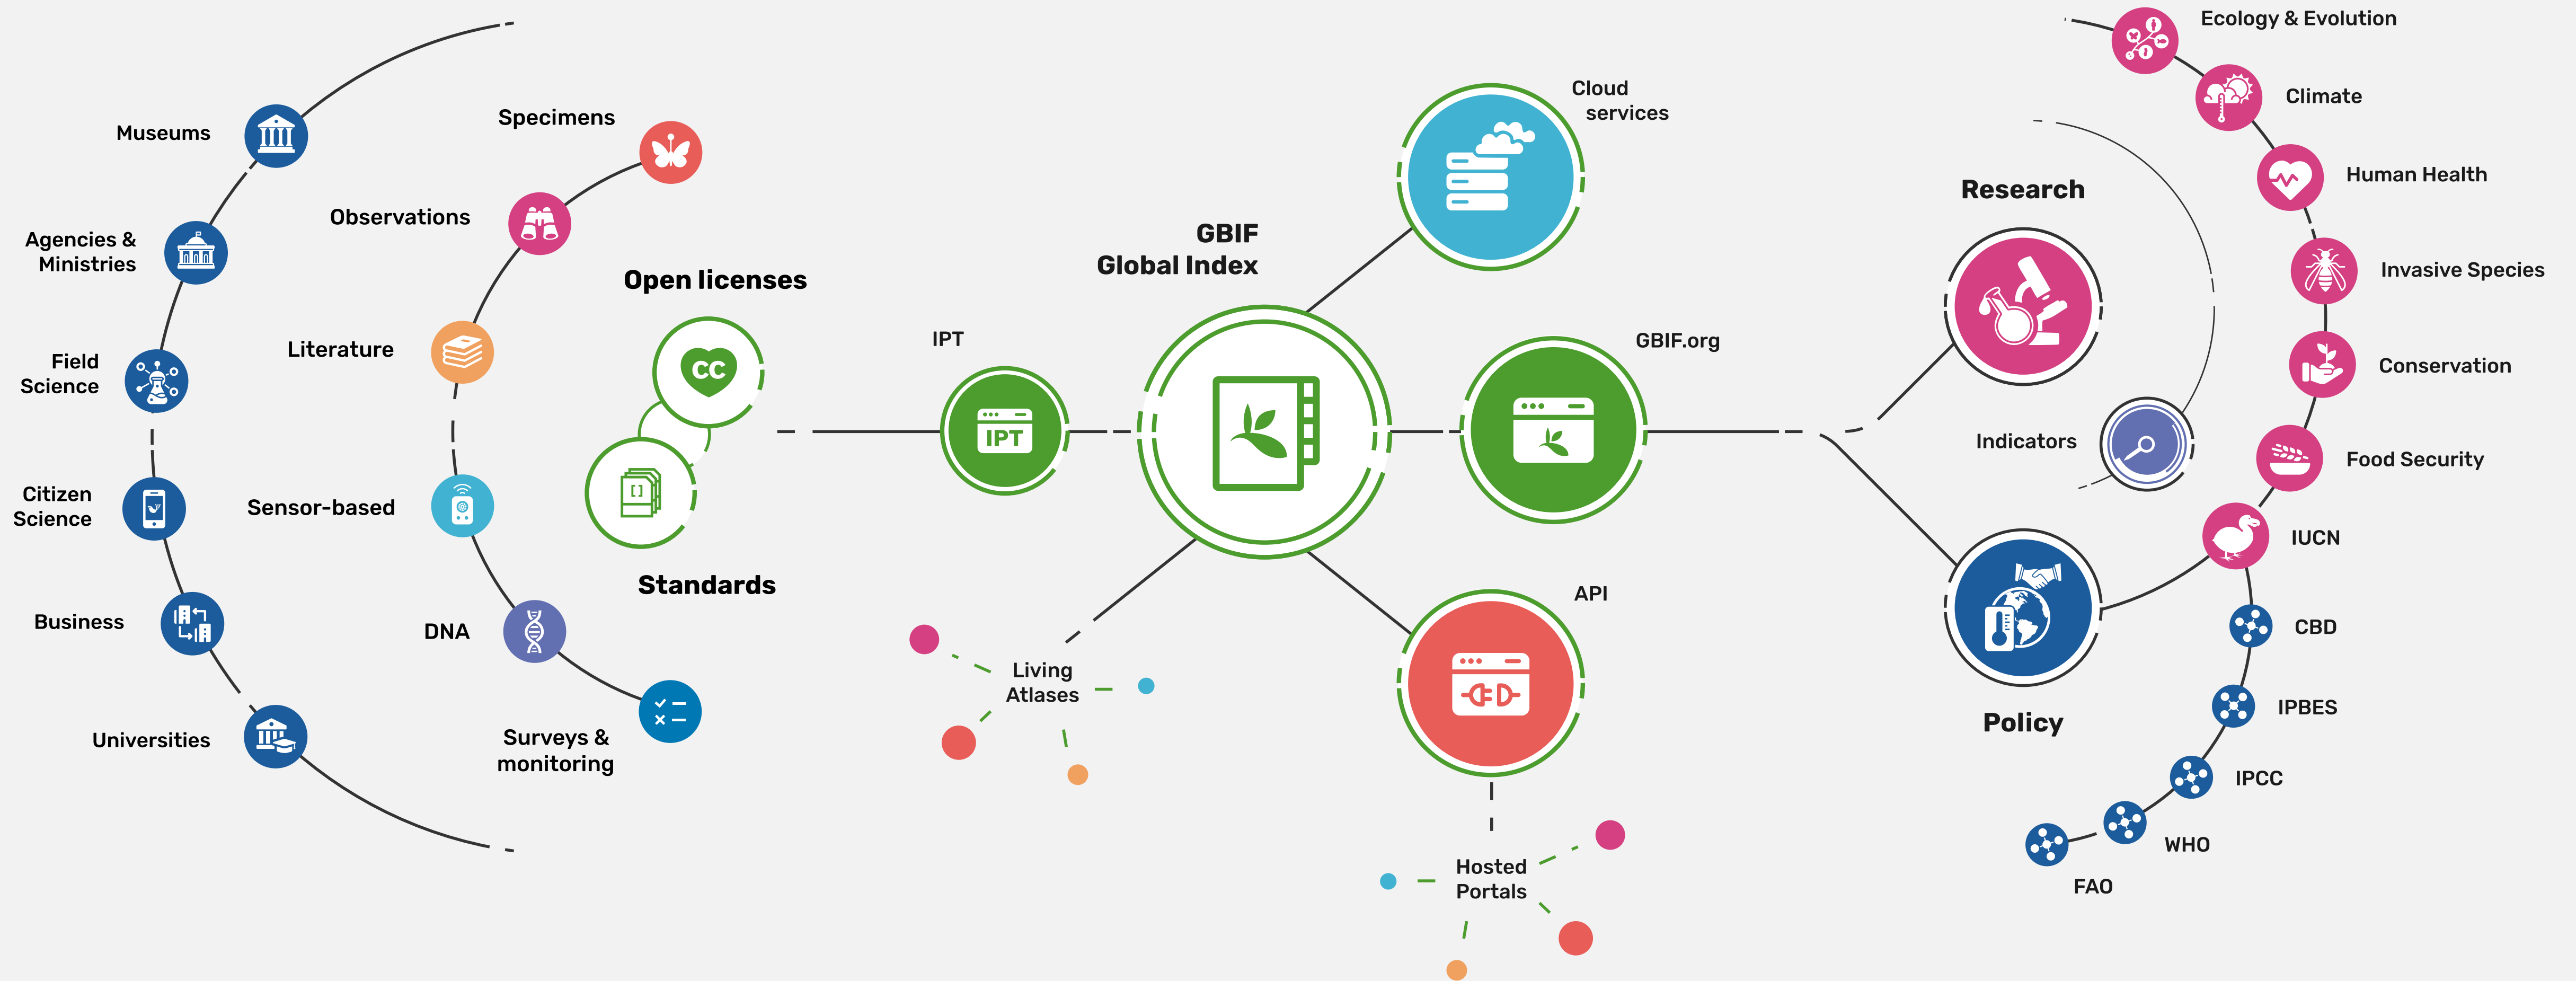 Museums
Agencies &
Ministries
Field
Science
Citizen
Science
Business
Universities
Specimens
Observations
Literature
Sensor-based
DNA
Surveys &
monitoring
Open licenses
CC
[ ]
Standards
IPT
IPT
GBIF
Global Index
Cloud
services
GBIF.org
API
Living
Atlases
Hosted
Portals
Research
Indicators
Policy
Ecology & Evolution
Climate
Human Health
Invasive Species
Conservation
Food Security
IUCN
CBD
IPBES
IPCC
WHO
FAO